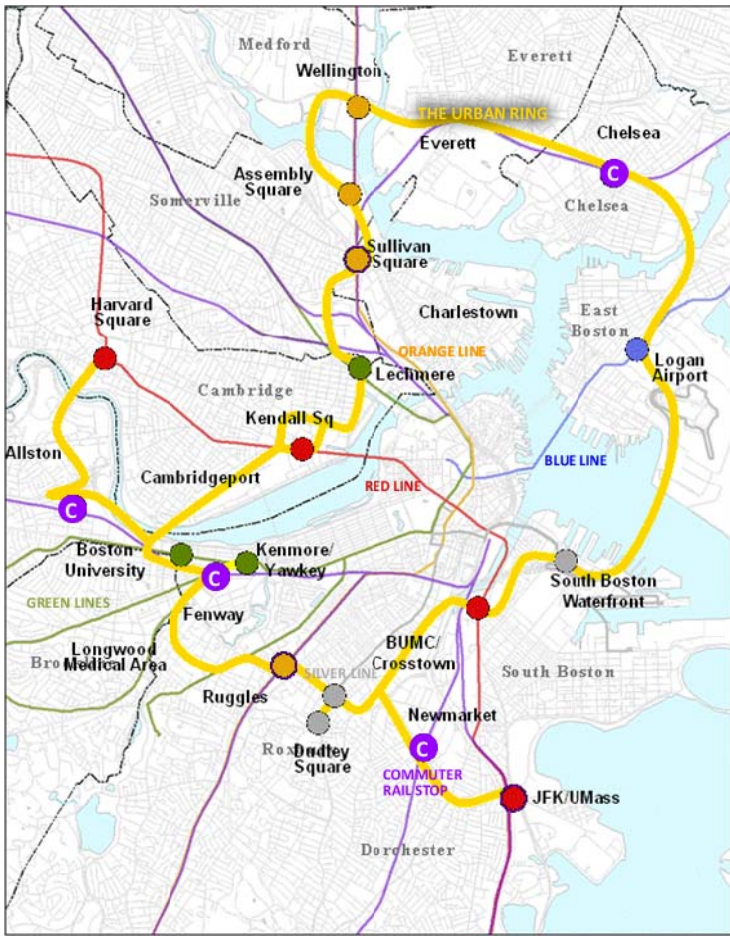 Medford
Everett
Wellington
THE URBAN RING
Chelsea
Everett
Assembly
Square
C
Somerville
Chelsea
Sullivan
Square
Harvard
Square
Charlestown
East
Boston
ORANGE LINE
Logan
Airport
Lechmere
Cambridge
Kendall Sq
Allston
Cambridgeport
BLUE LINE
RED LINE
C
Boston
University
Kenmore/
Yawkey
C
South Boston
Waterfront
GREEN LINES
Fenway
Longwood
Medical Area
BUMC/
Crosstown
South Boston
SILVER LINE
Ruggles
Newmarket
Dudley
Square
C
COMMUTER
RAIL STOP
JFK/UMass
Dorchester